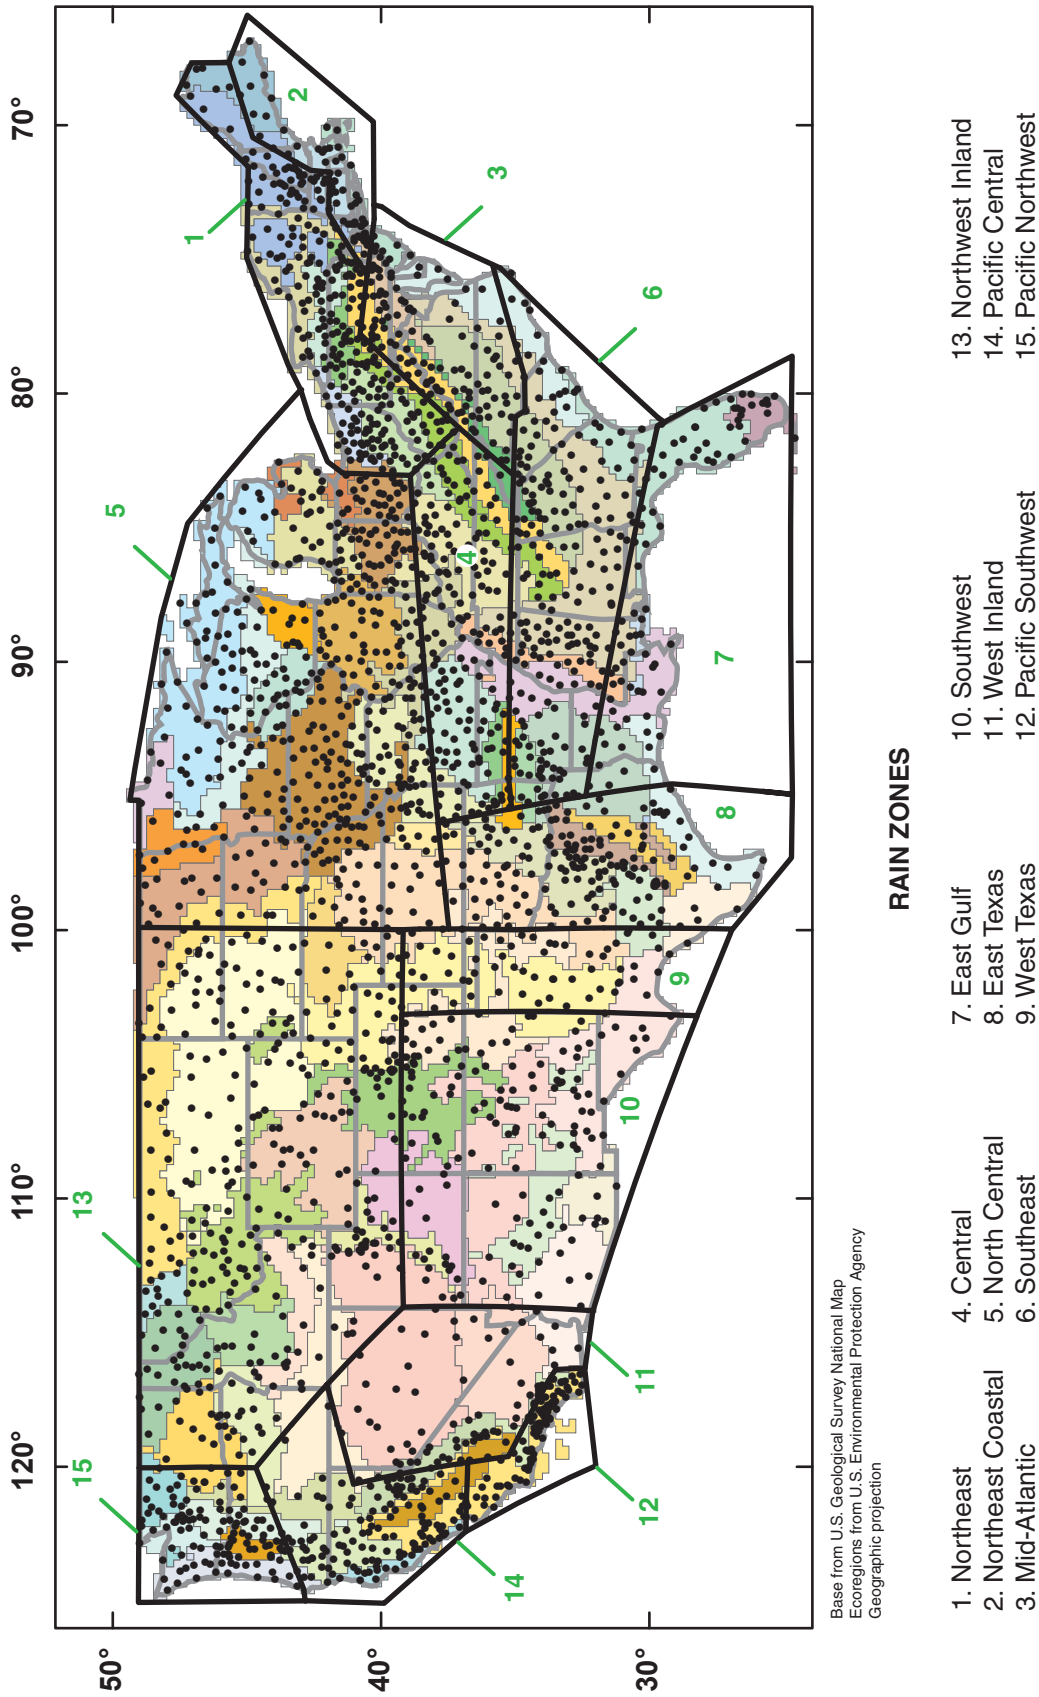 120°
110°
100°
90°
80°
70°
50°
40°
30°
15
13
5
1
2
3
6
4
7
8
9
10
11
12
14
Base from U.S. Geological Survey National Map
Ecoregions from U.S. Environmental Protection Agency
Geographic projection
RAIN ZONES
1. Northeast
2. Northeast Coastal
3. Mid-Atlantic
4. Central
5. North Central
6. Southeast
7. East Gulf
8. East Texas
9. West Texas
10. Southwest
11. West Inland
12. Pacific Southwest
13. Northwest Inland
14. Pacific Central
15. Pacific Northwest